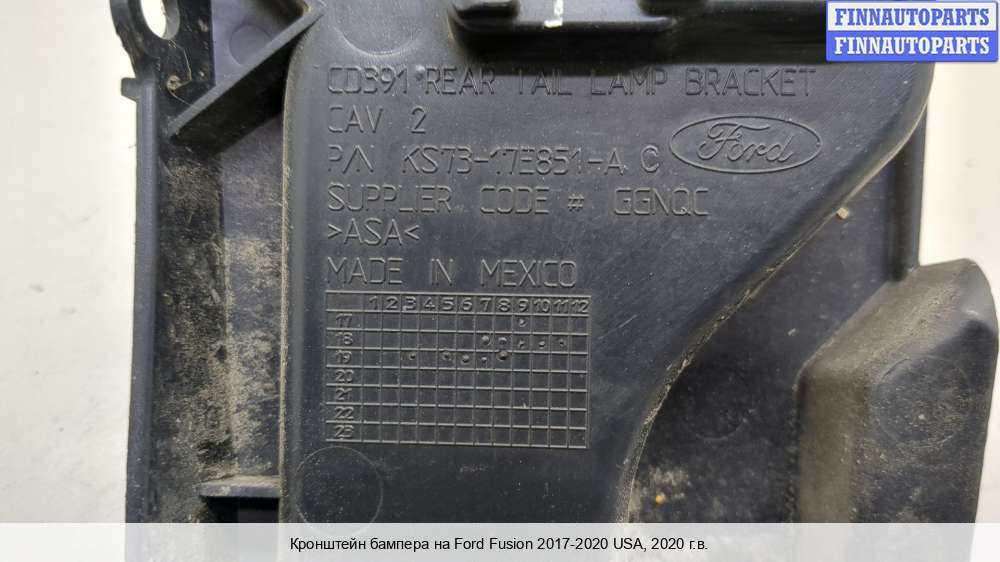 FINNAUTOPARTS
FINNAUTOPARTS
CD391 REAR TAIL LAMP BRACKET
CAV 2
P/N KS73-17E851-A C
Ford
SUPPLIER CODE # GGNQC
>ASA<
MADE IN MEXICO
1 2 3 4 5 6 7 8 9 10 11 12
17
18
19
20
21
22
23
Кронштейн бампера на Ford Fusion 2017-2020 USA, 2020 г.в.